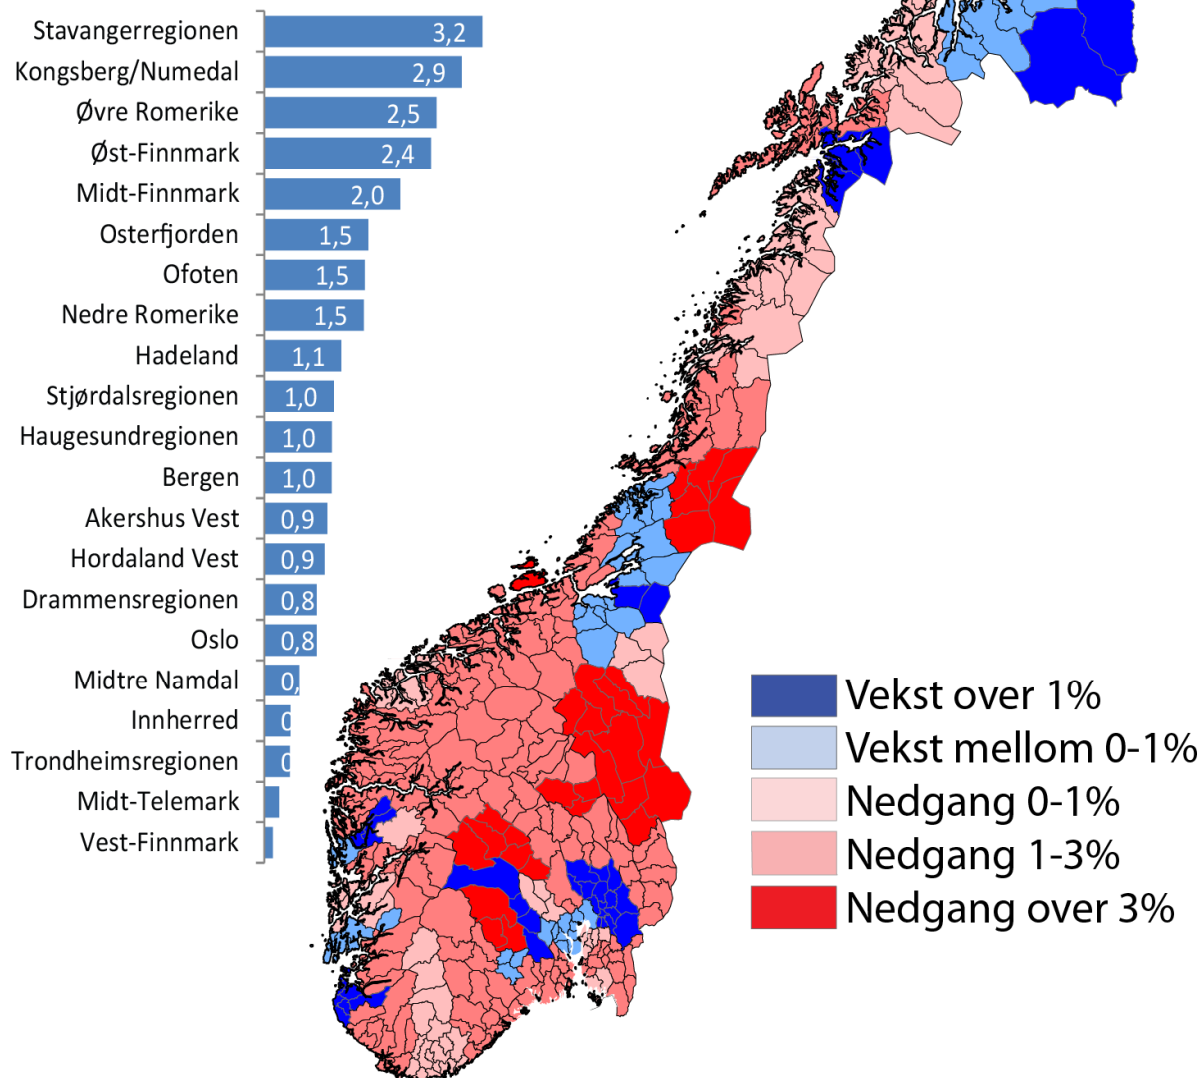 Stavangerregionen 3,2
Kongsberg/Numedal 2,9
Øvre Romerike 2,5
Øst-Finnmark 2,4
Midt-Finnmark 2,0
Osterfjorden 1,5
Ofoten 1,5
Nedre Romerike 1,5
Hadeland 1,1
Stjørdalsregionen 1,0
Haugesundregionen 1,0
Bergen 1,0
Akershus Vest 0,9
Hordaland Vest 0,9
Drammensregionen 0,8
Oslo 0,8
Midtre Namdal 0,
Innherred 0
Trondheimsregionen 0
Midt-Telemark
Vest-Finnmark
Vekst over 1%
Vekst mellom 0-1%
Nedgang 0-1%
Nedgang 1-3%
Nedgang over 3%